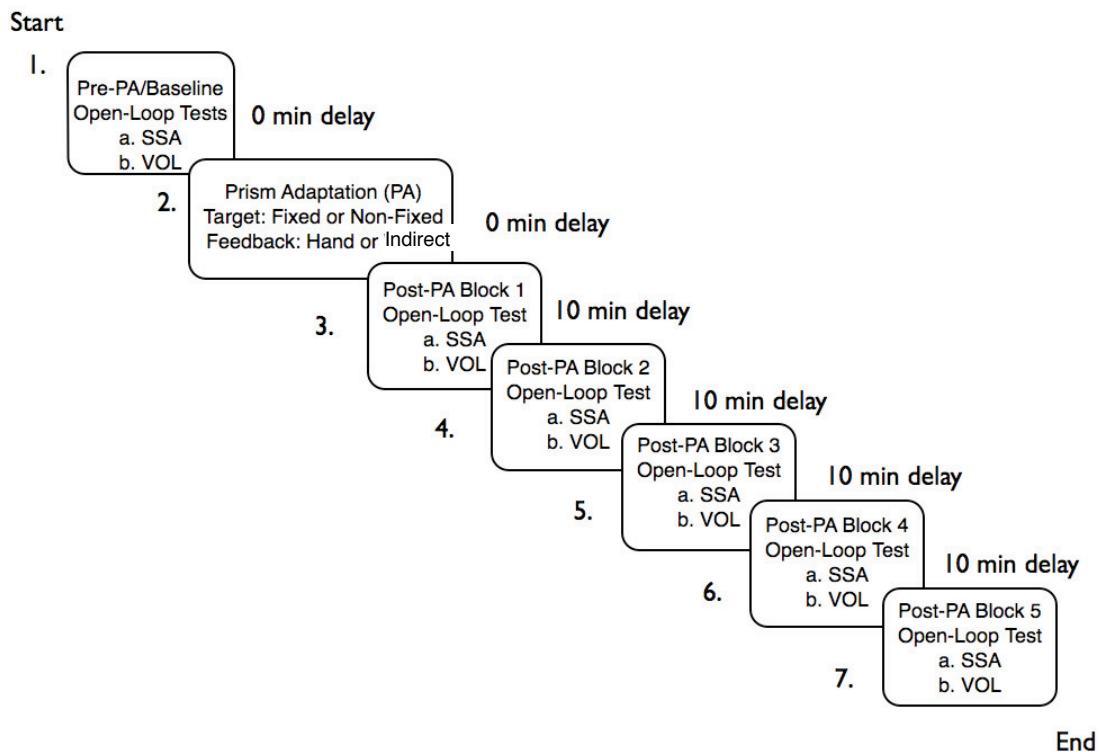 Start
1.
Pre-PA/Baseline
Open-Loop Tests
a. SSA
b. VOL
0 min delay
2.
Prism Adaptation (PA)
Target: Fixed or Non-Fixed
Feedback: Hand or Indirect
0 min delay
3.
Post-PA Block 1
Open-Loop Test
a. SSA
b. VOL
10 min delay
4.
Post-PA Block 2
Open-Loop Test
a. SSA
b. VOL
10 min delay
5.
Post-PA Block 3
Open-Loop Test
a. SSA
b. VOL
10 min delay
6.
Post-PA Block 4
Open-Loop Test
a. SSA
b. VOL
10 min delay
7.
Post-PA Block 5
Open-Loop Test
a. SSA
b. VOL
End